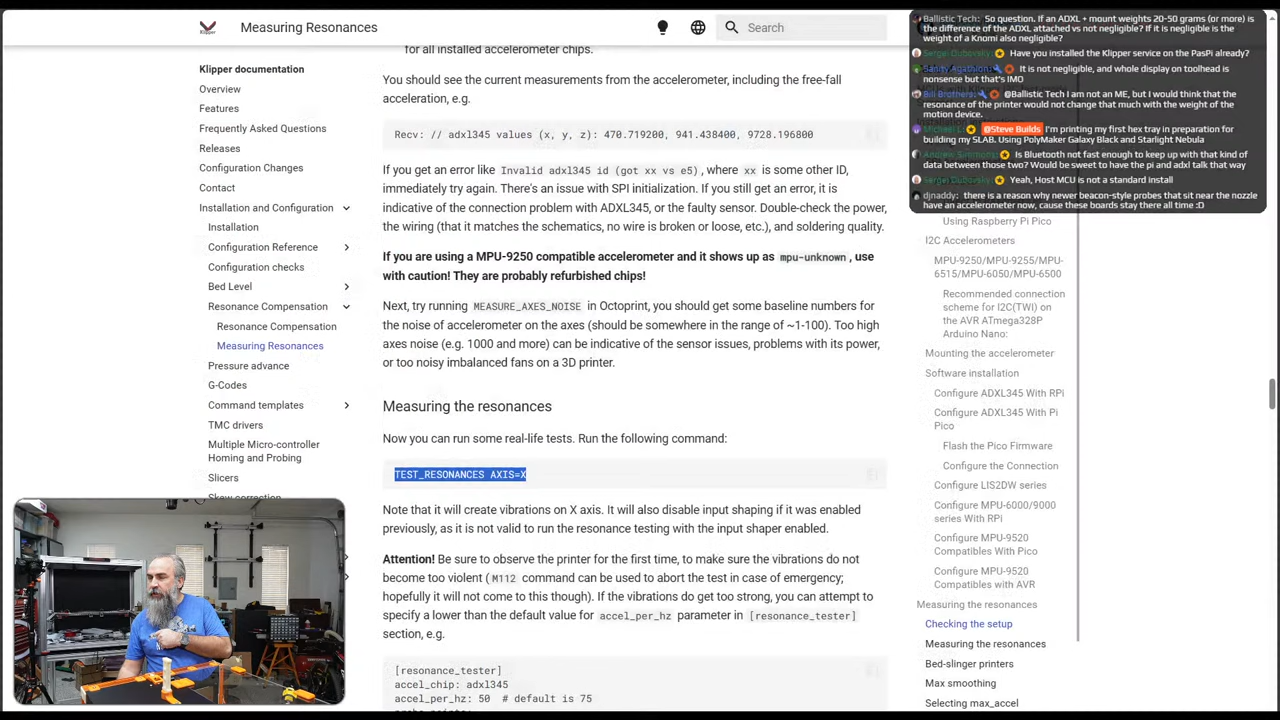 Klipper
Measuring Resonances
Search
Klipper documentation
Overview
Features
Frequently Asked Questions
Releases
Configuration Changes
Contact
Installation and Configuration
Installation
Configuration Reference
Configuration checks
Bed Level
Resonance Compensation
Resonance Compensation
Measuring Resonances
Pressure advance
G-Codes
Command templates
TMC drivers
Multiple Micro-controller
Homing and Probing
Slicers
Skew correction
for all installed accelerometer chips.
You should see the current measurements from the accelerometer, including the free-fall
acceleration, e.g.
Recv: // adxl345 values (x, y, z): 470.719200, 941.438400, 9728.196800
If you get an error like Invalid adxl345 id (got xx vs e5), where xx is some other ID,
immediately try again. There's an issue with SPI initialization. If you still get an error, it is
indicative of the connection problem with ADXL345, or the faulty sensor. Double-check the power,
the wiring (that it matches the schematics, no wire is broken or loose, etc.), and soldering quality.
If you are using a MPU-9250 compatible accelerometer and it shows up as mpu-unknown, use
with caution! They are probably refurbished chips!
Next, try running MEASURE_AXES_NOISE in Octoprint, you should get some baseline numbers for
the noise of accelerometer on the axes (should be somewhere in the range of ~1-100). Too high
axes noise (e.g. 1000 and more) can be indicative of the sensor issues, problems with its power,
or too noisy imbalanced fans on a 3D printer.
Measuring the resonances
Now you can run some real-life tests. Run the following command:
TEST_RESONANCES AXIS=X
Note that it will create vibrations on X axis. It will also disable input shaping if it was enabled
previously, as it is not valid to run the resonance testing with the input shaper enabled.
Attention! Be sure to observe the printer for the first time, to make sure the vibrations do not
become too violent (M112 command can be used to abort the test in case of emergency;
hopefully it will not come to this though). If the vibrations do get too strong, you can attempt to
specify a lower than the default value for accel_per_hz parameter in [resonance_tester]
section, e.g.
[resonance_tester]
accel_chip: adxl345
accel_per_hz: 50 # default is 75
Ballistic Tech: So question. If an ADXL + mount weights 20-50 grams (or more) is
the difference of the ADXL attached vs not negligible? If it is negligible is the
weight of a Knomi also negligible?
Sergei Dubovsky: Have you installed the Klipper service on the RasPi already?
It is not negligible, and whole display on toolhead is
nonsense but that's IMO
Bill Brothers: @Ballistic Tech I am not an ME, but I would think that the
resonance of the printer would not change that much with the weight of the
motion device.
@Steve Builds I'm printing my first hex tray in preparation for
building my SLAB. Using PolyMaker Galaxy Black and Starlight Nebula
Is Bluetooth not fast enough to keep up with that kind of
data between those two? Would be sweet to have the pi and adxl talk that way
Sergei Dubovsky: Yeah, Host MCU is not a standard install
djnaddy: there is a reason why newer beacon-style probes that sit near the nozzle
have an accelerometer now, cause these boards stay there all time :D
Using Raspberry Pi Pico
I2C Accelerometers
MPU-9250/MPU-9255/MPU-
6515/MPU-6050/MPU-6500
Recommended connection
scheme for I2C(TWI) on
the AVR ATmega328P
Arduino Nano:
Mounting the accelerometer
Software installation
Configure ADXL345 With RPi
Configure ADXL345 With Pi
Pico
Flash the Pico Firmware
Configure the Connection
Configure LIS2DW series
Configure MPU-6000/9000
series With RPi
Configure MPU-9520
Compatibles With Pico
Configure MPU-9520
Compatibles with AVR
Measuring the resonances
Checking the setup
Measuring the resonances
Bed-slinger printers
Max smoothing
Selecting max_accel